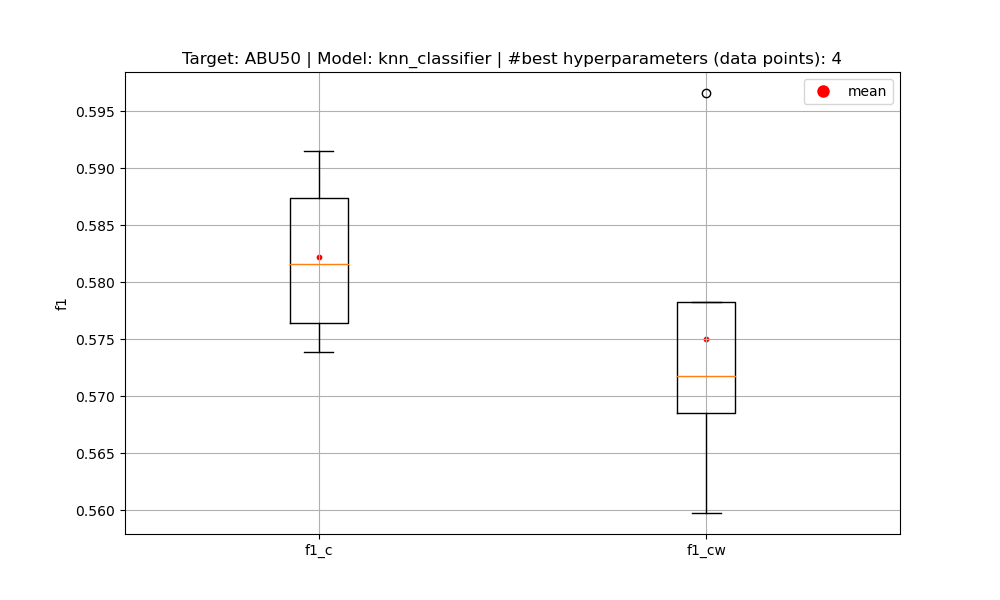 Target: ABU50 | Model: knn_classifier | #best hyperparameters (data points): 4
mean
0.595
0.590
0.585
0.580
0.575
0.570
0.565
0.560
f1
f1_c
f1_cw